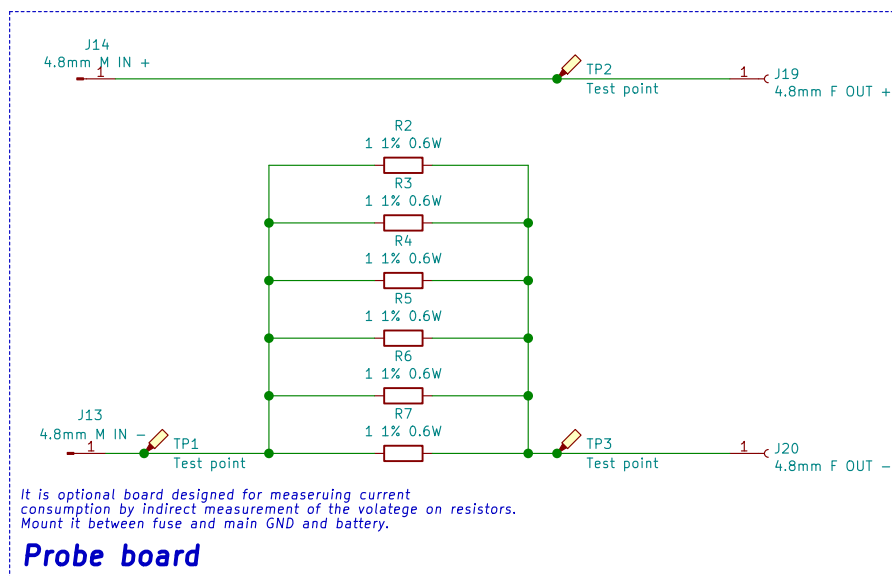 J14
4.8mm M IN +
1
TP2
Test point
1
J19
4.8mm F OUT +
R2
1 1% 0.6W
R3
1 1% 0.6W
R4
1 1% 0.6W
R5
1 1% 0.6W
R6
1 1% 0.6W
R7
1 1% 0.6W
J13
4.8mm M IN -
1
TP1
Test point
TP3
Test point
1
J20
4.8mm F OUT -
It is optional board designed for measeruing current
consumption by indirect measurement of the volatege on resistors.
Mount it between fuse and main GND and battery.
Probe board